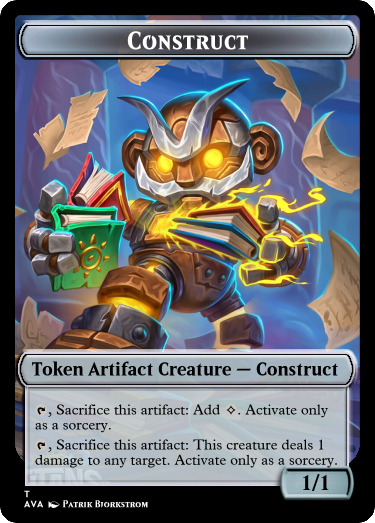 Construct
Token Artifact Creature — Construct
, Sacrifice this artifact: Add . Activate only
as a sorcery.
, Sacrifice this artifact: This creature deals 1
damage to any target. Activate only as a sorcery.
1/1
T
AVA Patrik Bjorkstrom